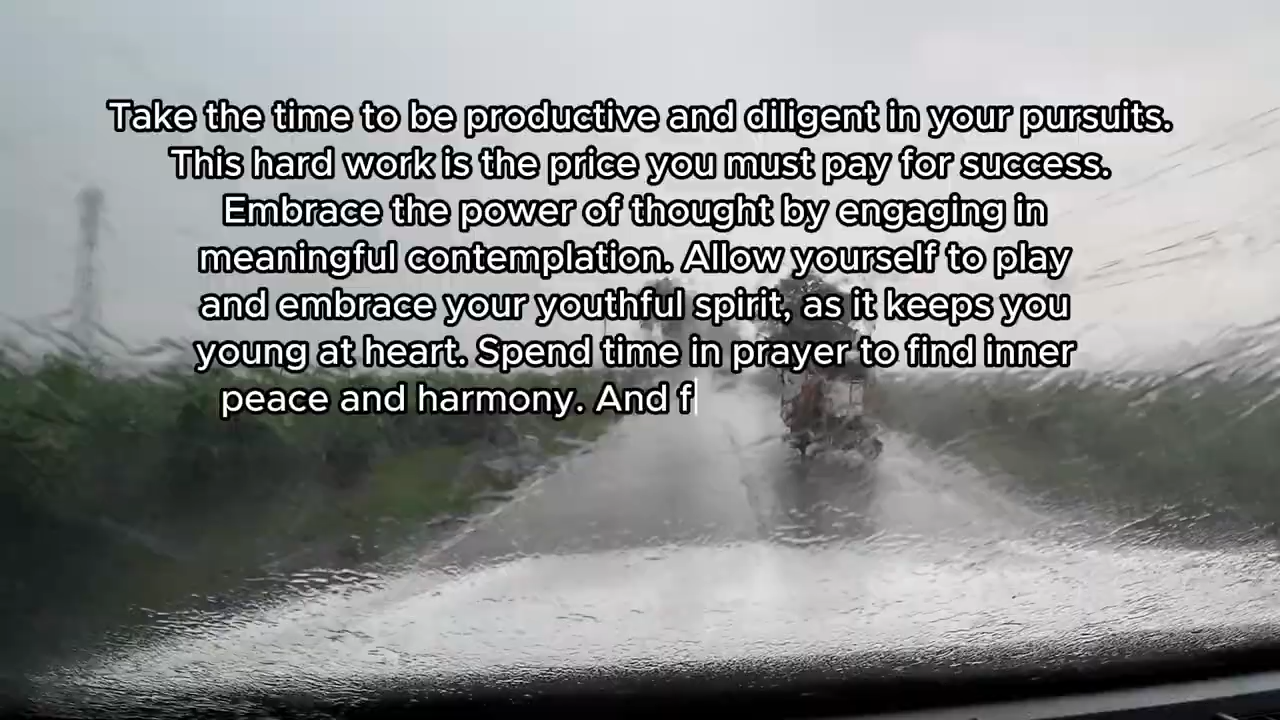 Take the time to be productive and diligent in your pursuits.
This hard work is the price you must pay for success.
Embrace the power of thought by engaging in
meaningful contemplation. Allow yourself to play
and embrace your youthful spirit, as it keeps you
young at heart. Spend time in prayer to find inner
peace and harmony. And f